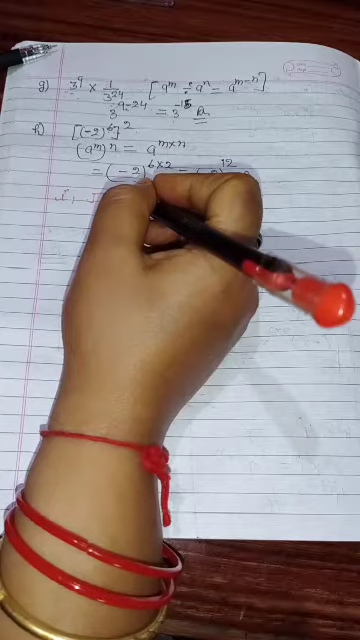 g) 3⁹ × 1/3²⁴ [aᵐ ÷ aⁿ = aᵐ⁻ⁿ]
3⁹⁻²⁴ = 3⁻¹⁵
h) [(-2)⁶]²
(aᵐ)ⁿ = aᵐˣⁿ
= (-2)⁶ˣ² = (-2)¹²